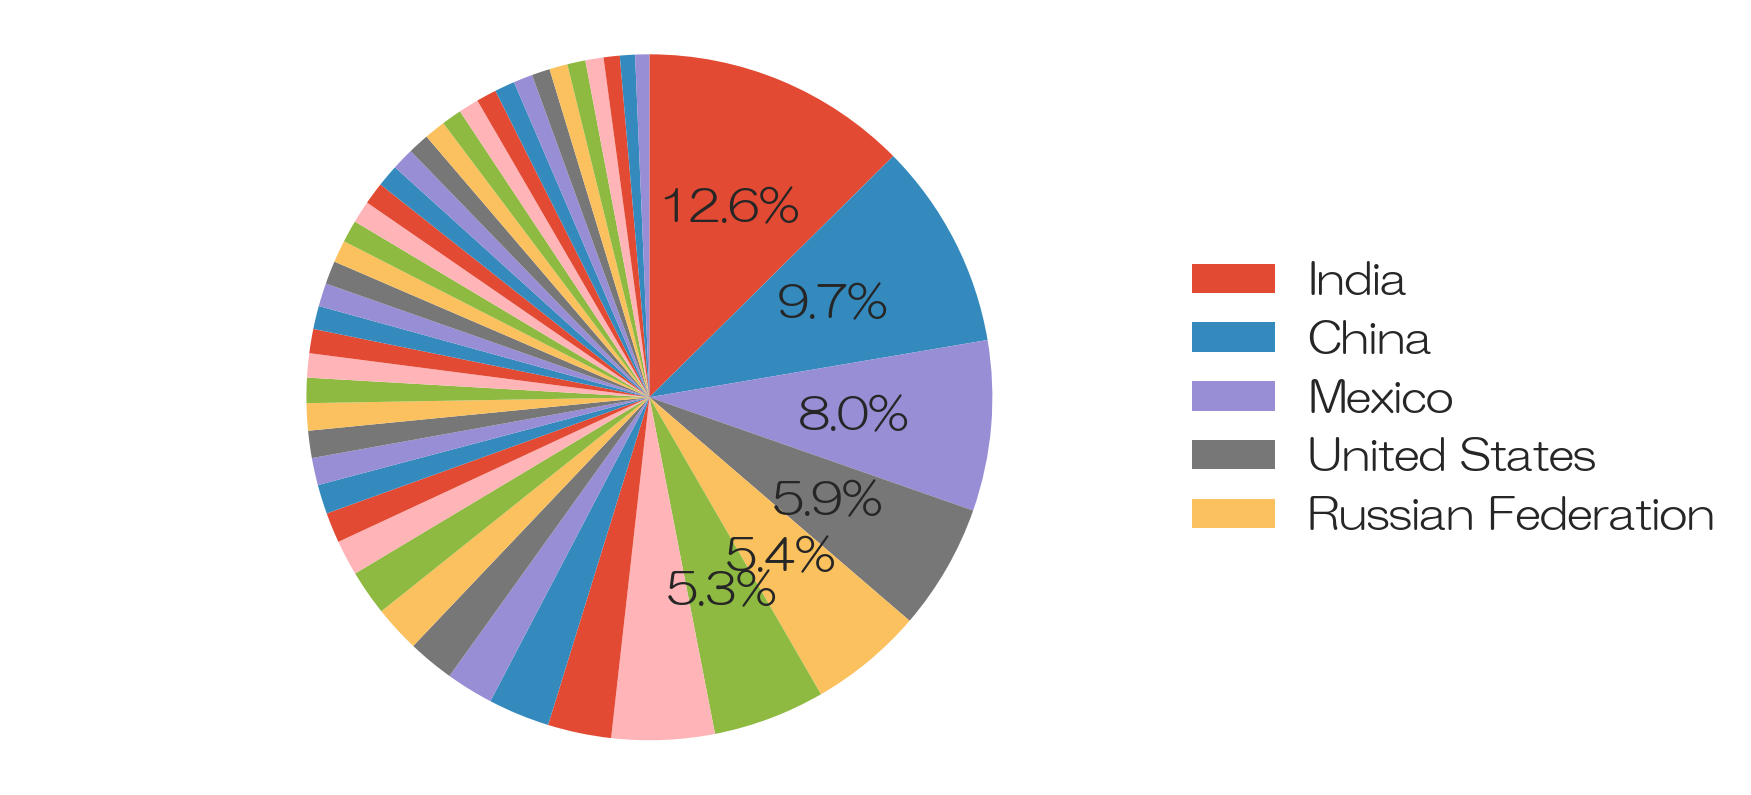 12.6%
9.7%
8.0%
5.9%
5.4%
5.3%
India
China
Mexico
United States
Russian Federation